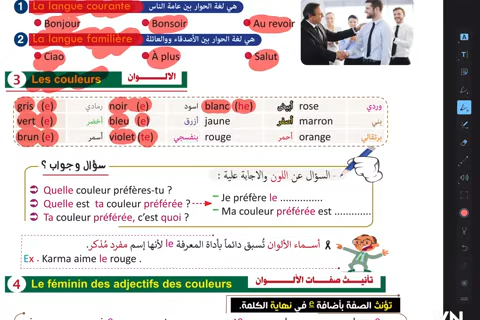 1 La langue courante هي لغة الحوار بين عامة الناس
Bonjour Bonsoir Au revoir
2 La langue familière هي لغة الحوار بين الأصدقاء والعائلة
Ciao À plus Salut
3 Les couleurs الالوان
gris (e) رمادي noir (e) اسود blanc (he) أبيض rose وردي
vert (e) أخضر bleu (e) أزرق jaune أصفر marron بني
brun (e) أسمر violet (te) بنفسجي rouge أحمر orange برتقالي
سؤال و جواب ؟
السؤال عن اللون والاجابة علية :
Quelle couleur préfères-tu ?
Quelle est ta couleur préférée ?
Ta couleur préférée, c'est quoi ?
– Je préfère le ..............
– Ma couleur préférée est ............
أسمـاء الألوان تُسبق دائماً بأداة المعرفة le لأنها إسم مفرد مُذكر.
Ex . Karma aime le rouge .
4 Le féminin des adjectifs des couleurs تأنيث صفات الألوان
تؤنث الصفة بأضافة e في نهاية الكلمة.